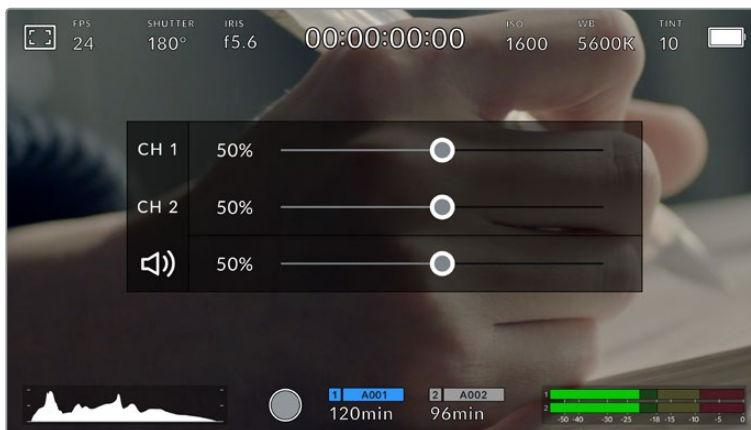 FPS SHUTTER IRIS ISO WB TINT
24 180° f5.6 00:00:00:00 1600 5600K 10
CH 1 50%
CH 2 50%
50%
1 A001 2 A002
120min 96min
1
2
-50 -40 -30 -25 -18 -15 -10 -5 0